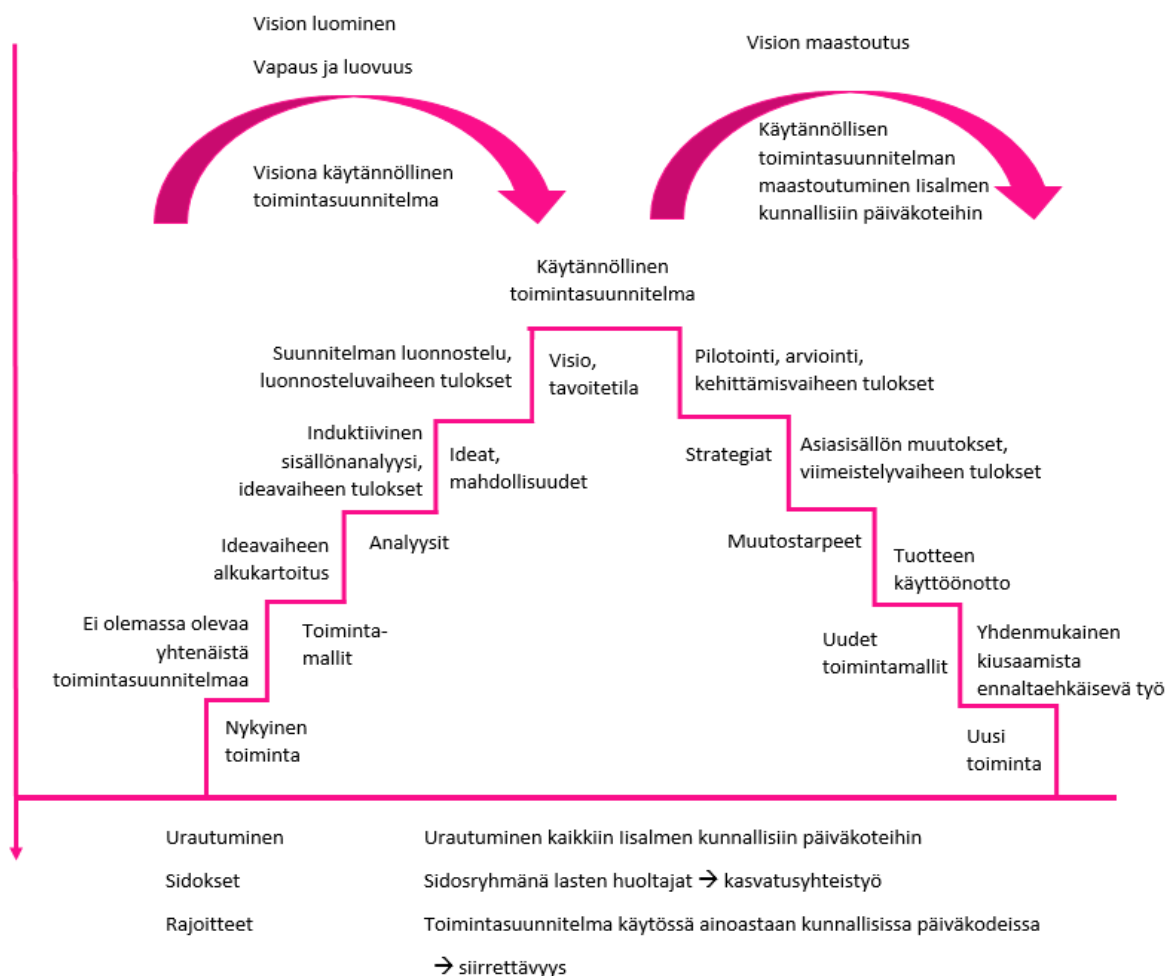 Vision luominen
Vapaus ja luovuus
Visiona käytännöllinen
toimintasuunnitelma
Vision maastoutus
Käytännöllisen
toimintasuunnitelman
maastoutuminen Iisalmen
kunnallisiin päiväkoteihin
Käytännöllinen
toimintasuunnitelma
Suunnitelman luonnostelu,
luonnosteluvaiheen tulokset
Visio,
tavoitetila
Pilotointi, arviointi,
kehittämisvaiheen tulokset
Induktiivinen
sisällönanalyysi,
ideavaiheen tulokset
Ideat,
mahdollisuudet
Strategiat
Asiasisällön muutokset,
viimeistelyvaiheen tulokset
Ideavaiheen
alkukartoitus
Analyysit
Muutostarpeet
Tuotteen
käyttöönotto
Ei olemassa olevaa
yhtenäistä
toimintasuunnitelmaa
Toiminta-
mallit
Uudet
toimintamallit
Yhdenmukainen
kiusaamista
ennaltaehkäisevä työ
Nykyinen
toiminta
Uusi
toiminta
Urautuminen Urautuminen kaikkiin Iisalmen kunnallisiin päiväkoteihin
Sidokset Sidosryhmänä lasten huoltajat → kasvatusyhteistyö
Rajoitteet Toimintasuunnitelma käytössä ainoastaan kunnallisissa päiväkodeissa
→ siirrettävyys